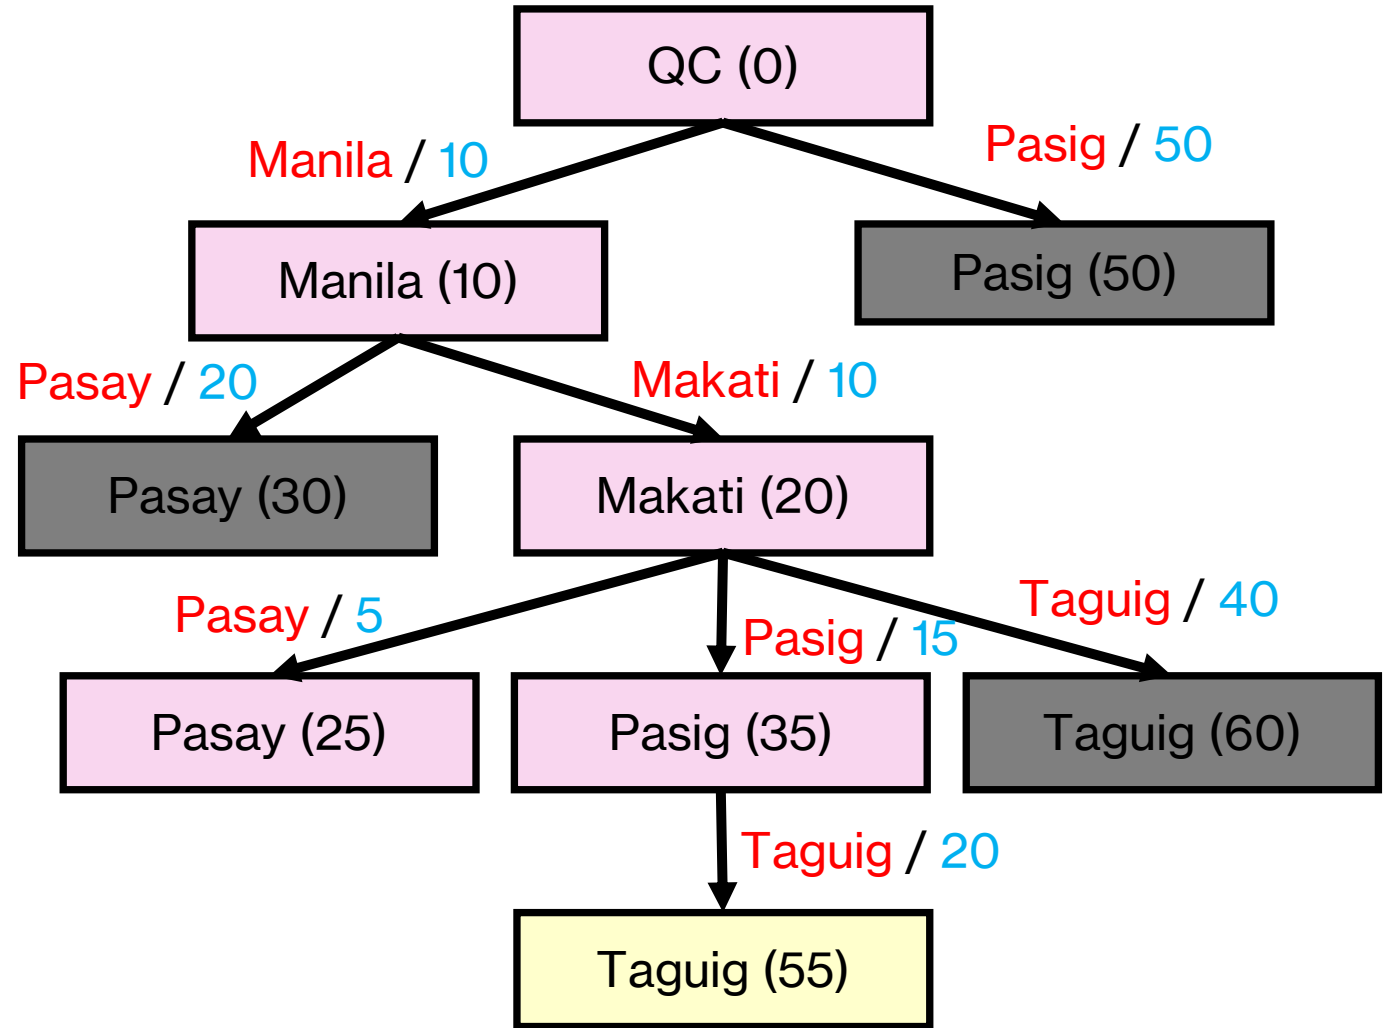 QC (0)
Manila / 10
Pasig / 50
Manila (10)
Pasig (50)
Pasay / 20
Makati / 10
Pasay (30)
Makati (20)
Pasay / 5
Pasig / 15
Taguig / 40
Pasay (25)
Pasig (35)
Taguig (60)
Taguig / 20
Taguig (55)